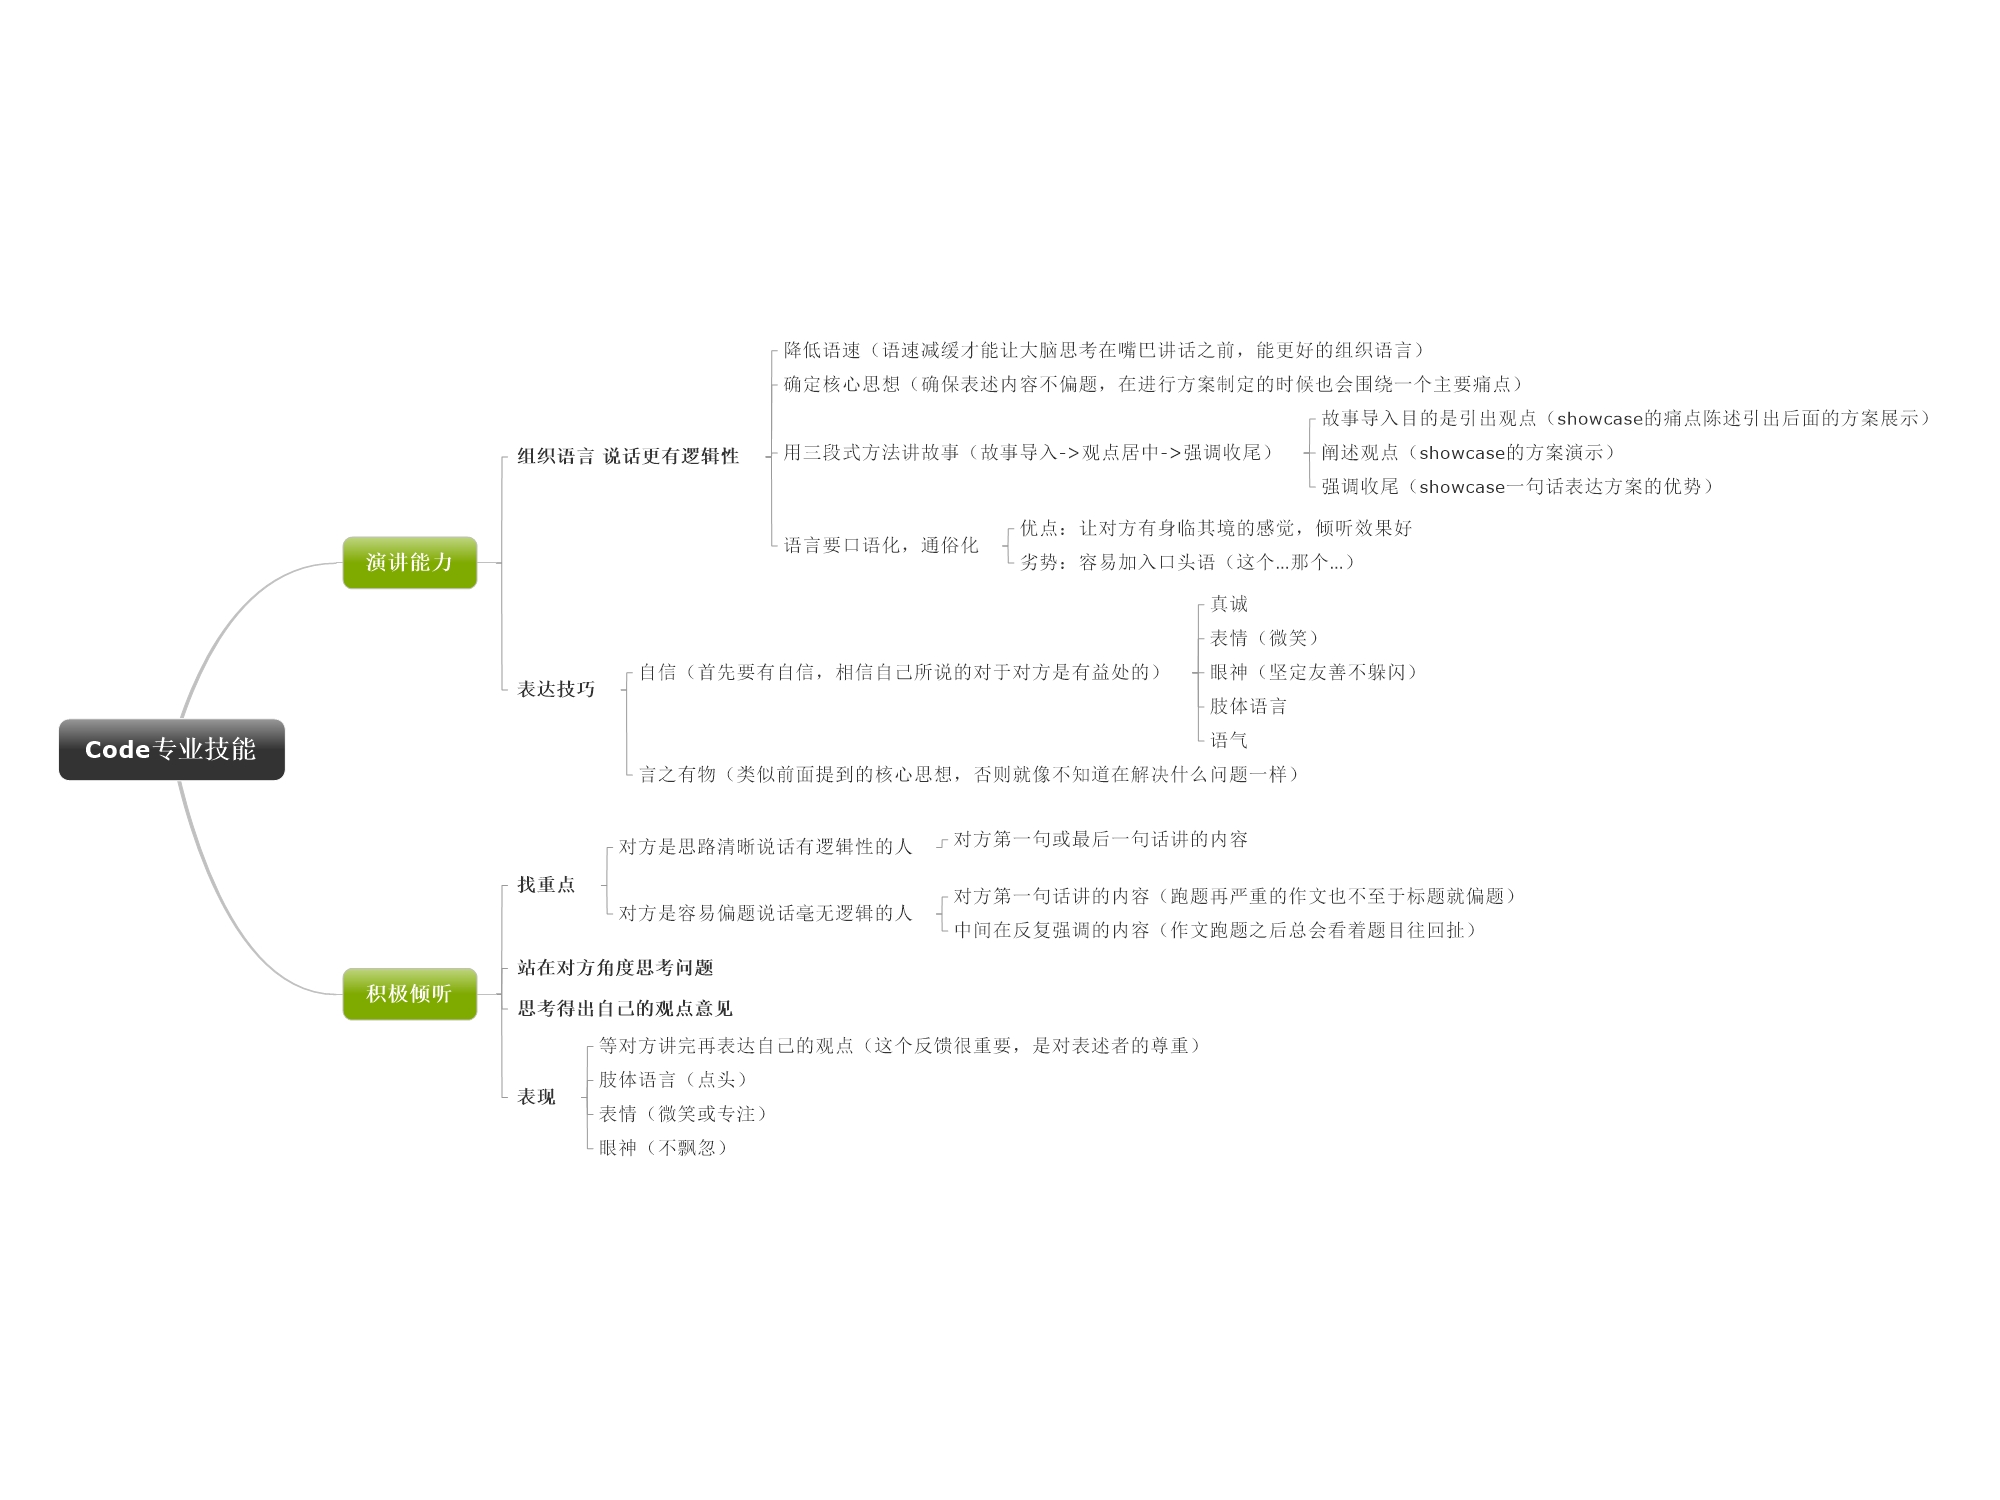 Code专业技能
演讲能力
组织语言 说话更有逻辑性
降低语速（语速减缓才能让大脑思考在嘴巴讲话之前，能更好的组织语言）
确定核心思想（确保表述内容不偏题，在进行方案制定的时候也会围绕一个主要痛点）
用三段式方法讲故事（故事导入->观点居中->强调收尾）
故事导入目的是引出观点（showcase的痛点陈述引出后面的方案展示）
阐述观点（showcase的方案演示）
强调收尾（showcase一句话表达方案的优势）
语言要口语化，通俗化
优点：让对方有身临其境的感觉，倾听效果好
劣势：容易加入口头语（这个...那个...）
表达技巧
自信（首先要有自信，相信自己所说的对于对方是有益处的）
真诚
表情（微笑）
眼神（坚定友善不躲闪）
肢体语言
语气
言之有物（类似前面提到的核心思想，否则就像不知道在解决什么问题一样）
积极倾听
找重点
对方是思路清晰说话有逻辑性的人
对方第一句或最后一句话讲的内容
对方是容易偏题说话毫无逻辑的人
对方第一句话讲的内容（跑题再严重的作文也不至于标题就偏题）
中间在反复强调的内容（作文跑题之后总会看着题目往回扯）
站在对方角度思考问题
思考得出自己的观点意见
表现
等对方讲完再表达自己的观点（这个反馈很重要，是对表述者的尊重）
肢体语言（点头）
表情（微笑或专注）
眼神（不飘忽）